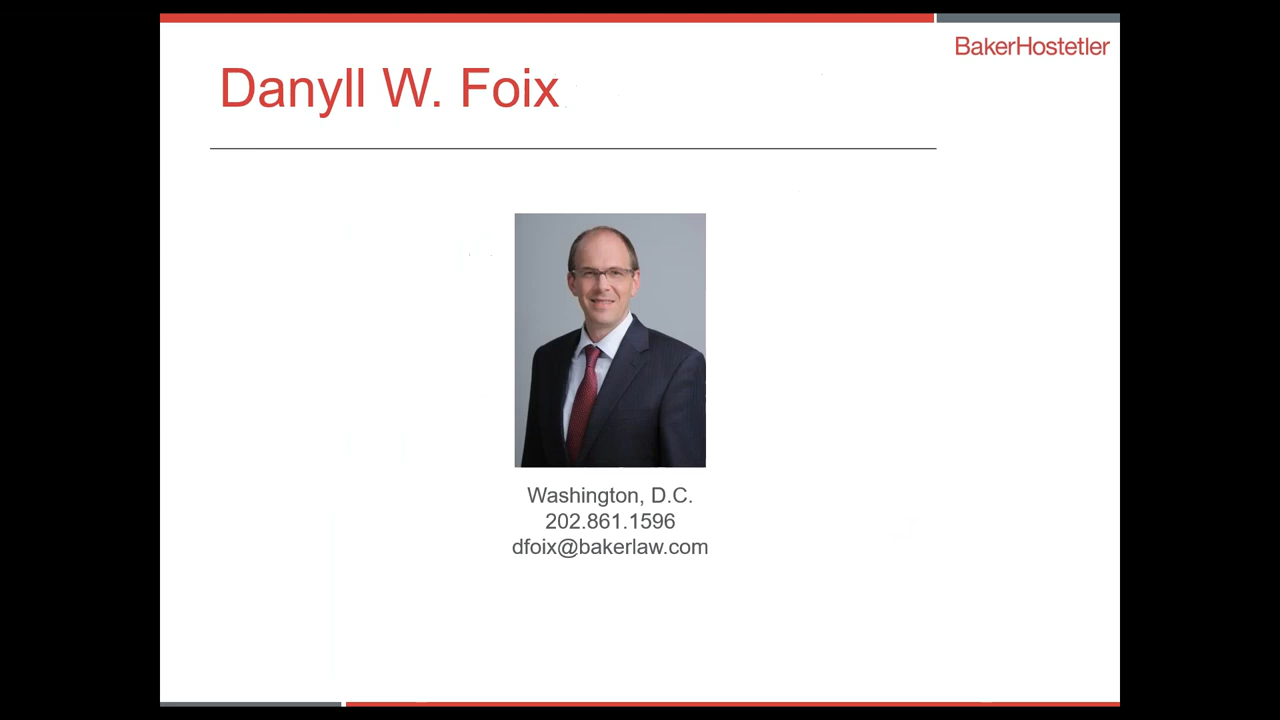 BakerHostetler
Danyll W. Foix
Washington, D.C.
202.861.1596
dfoix@bakerlaw.com